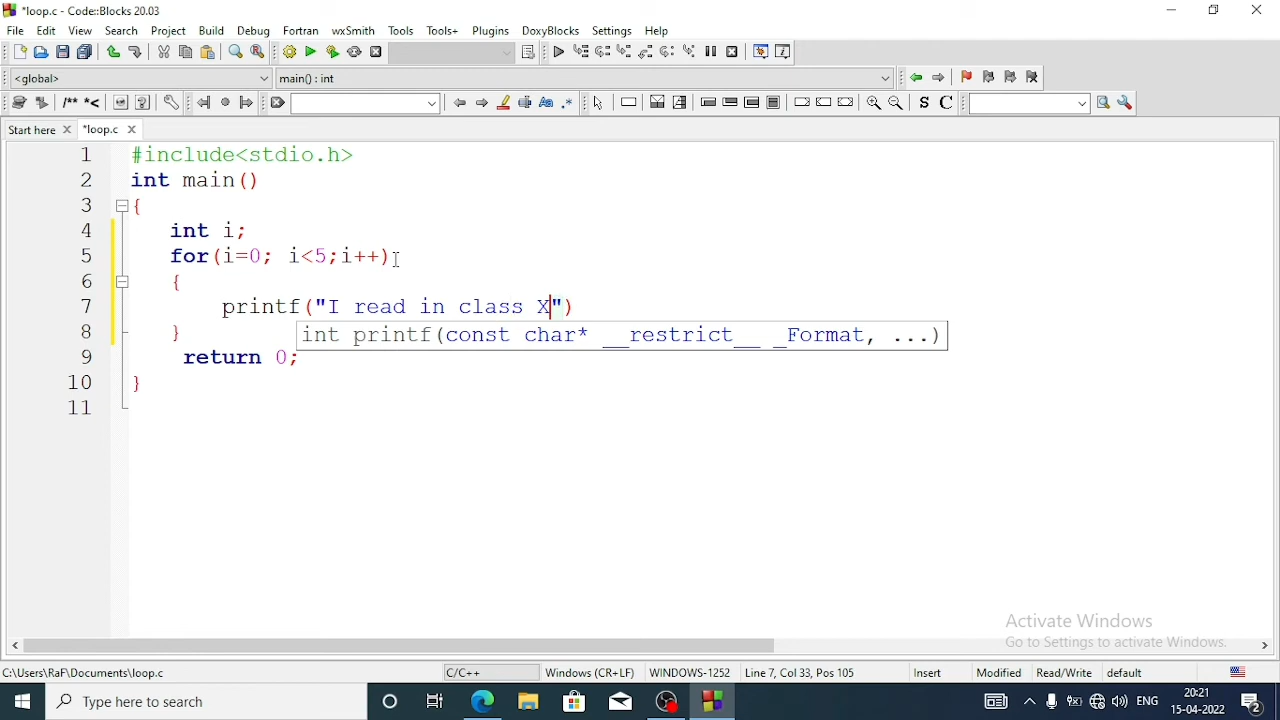 *loop.c - Code::Blocks 20.03
File Edit View Search Project Build Debug Fortran wxSmith Tools Tools+ Plugins DoxyBlocks Settings Help
<global> main() : int
/** *< S C
Start here *loop.c
1 #include<stdio.h>
2 int main()
3 {
4 int i;
5 for(i=0; i<5;i++)
6 {
7 printf("I read in class X")
8 }
int printf(const char* __restrict__ _Format, ...)
9 return 0;
10 }
11
Activate Windows
Go to Settings to activate Windows.
C:\Users\RaF\Documents\loop.c C/C++ Windows (CR+LF) WINDOWS-1252 Line 7, Col 33, Pos 105 Insert Modified Read/Write default
Type here to search ENG 20:21
15-04-2022 2